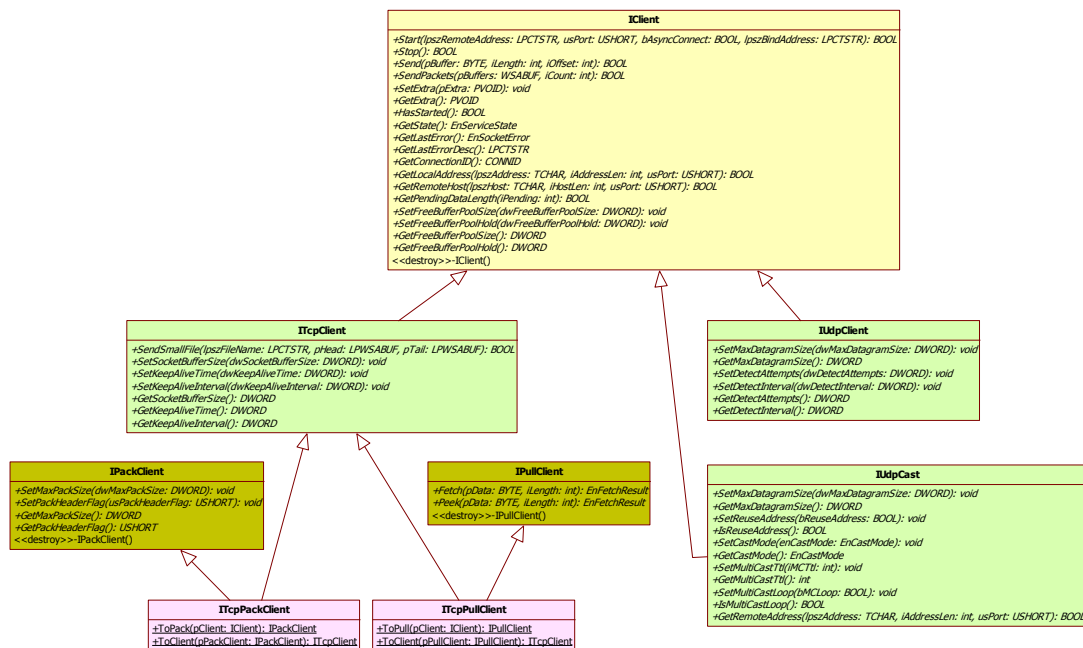 IClient
+Start(lpszRemoteAddress: LPCTSTR, usPort: USHORT, bAsyncConnect: BOOL, lpszBindAddress: LPCTSTR): BOOL
+Stop(): BOOL
+Send(pBuffer: BYTE, iLength: int, iOffset: int): BOOL
+SendPackets(pBuffers: WSABUF, iCount: int): BOOL
+SetExtra(pExtra: PVOID): void
+GetExtra(): PVOID
+HasStarted(): BOOL
+GetState(): EnServiceState
+GetLastError(): EnSocketError
+GetLastErrorDesc(): LPCTSTR
+GetConnectionID(): CONNID
+GetLocalAddress(lpszAddress: TCHAR, iAddressLen: int, usPort: USHORT): BOOL
+GetRemoteHost(lpszHost: TCHAR, iHostLen: int, usPort: USHORT): BOOL
+GetPendingDataLength(iPending: int): BOOL
+SetFreeBufferPoolSize(dwFreeBufferPoolSize: DWORD): void
+SetFreeBufferPoolHold(dwFreeBufferPoolHold: DWORD): void
+GetFreeBufferPoolSize(): DWORD
+GetFreeBufferPoolHold(): DWORD
<<destroy>>-IClient()
ITcpClient
+SendSmallFile(lpszFileName: LPCTSTR, pHead: LPWSABUF, pTail: LPWSABUF): BOOL
+SetSocketBufferSize(dwSocketBufferSize: DWORD): void
+SetKeepAliveTime(dwKeepAliveTime: DWORD): void
+SetKeepAliveInterval(dwKeepAliveInterval: DWORD): void
+GetSocketBufferSize(): DWORD
+GetKeepAliveTime(): DWORD
+GetKeepAliveInterval(): DWORD
IUdpClient
+SetMaxDatagramSize(dwMaxDatagramSize: DWORD): void
+GetMaxDatagramSize(): DWORD
+SetDetectAttempts(dwDetectAttempts: DWORD): void
+SetDetectInterval(dwDetectInterval: DWORD): void
+GetDetectAttempts(): DWORD
+GetDetectInterval(): DWORD
IPackClient
+SetMaxPackSize(dwMaxPackSize: DWORD): void
+SetPackHeaderFlag(usPackHeaderFlag: USHORT): void
+GetMaxPackSize(): DWORD
+GetPackHeaderFlag(): USHORT
<<destroy>>-IPackClient()
IPullClient
+Fetch(pData: BYTE, iLength: int): EnFetchResult
+Peek(pData: BYTE, iLength: int): EnFetchResult
<<destroy>>-IPullClient()
IUdpCast
+SetMaxDatagramSize(dwMaxDatagramSize: DWORD): void
+GetMaxDatagramSize(): DWORD
+SetReuseAddress(bReuseAddress: BOOL): void
+IsReuseAddress(): BOOL
+SetCastMode(enCastMode: EnCastMode): void
+GetCastMode(): EnCastMode
+SetMultiCastTtl(iMCTtl: int): void
+GetMultiCastTtl(): int
+SetMultiCastLoop(bMCLoop: BOOL): void
+IsMultiCastLoop(): BOOL
+GetRemoteAddress(lpszAddress: TCHAR, iAddressLen: int, usPort: USHORT): BOOL
ITcpPackClient
+ToPack(pClient: IClient): IPackClient
+ToClient(pPackClient: IPackClient): ITcpClient
ITcpPullClient
+ToPull(pClient: IClient): IPullClient
+ToClient(pPullClient: IPullClient): ITcpClient